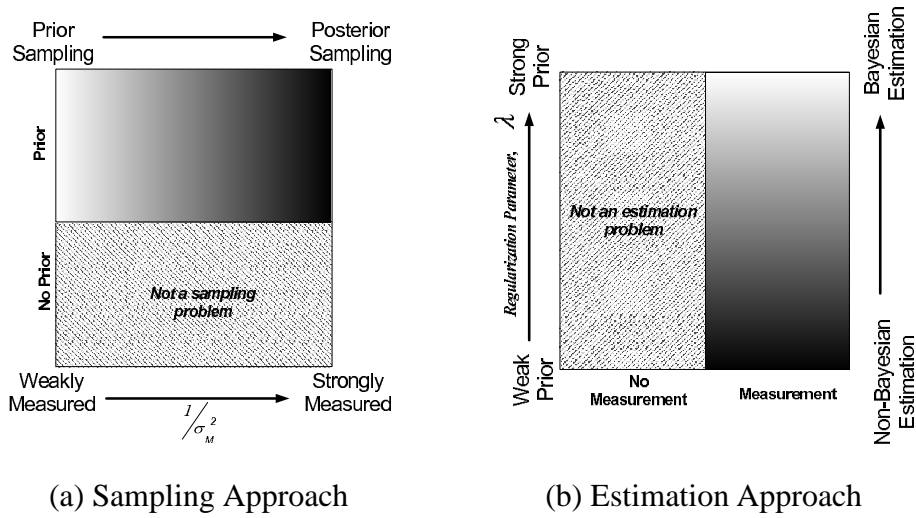 Prior
Sampling
Posterior
Sampling
Prior
No Prior
Not a sampling
problem
Weakly
Measured
Strongly
Measured
1/σ_M^2
(a) Sampling Approach
Strong
Prior
Regularization Parameter, λ
Weak
Prior
Not an estimation
problem
No
Measurement
Measurement
Bayesian
Estimation
Non-Bayesian
Estimation
(b) Estimation Approach